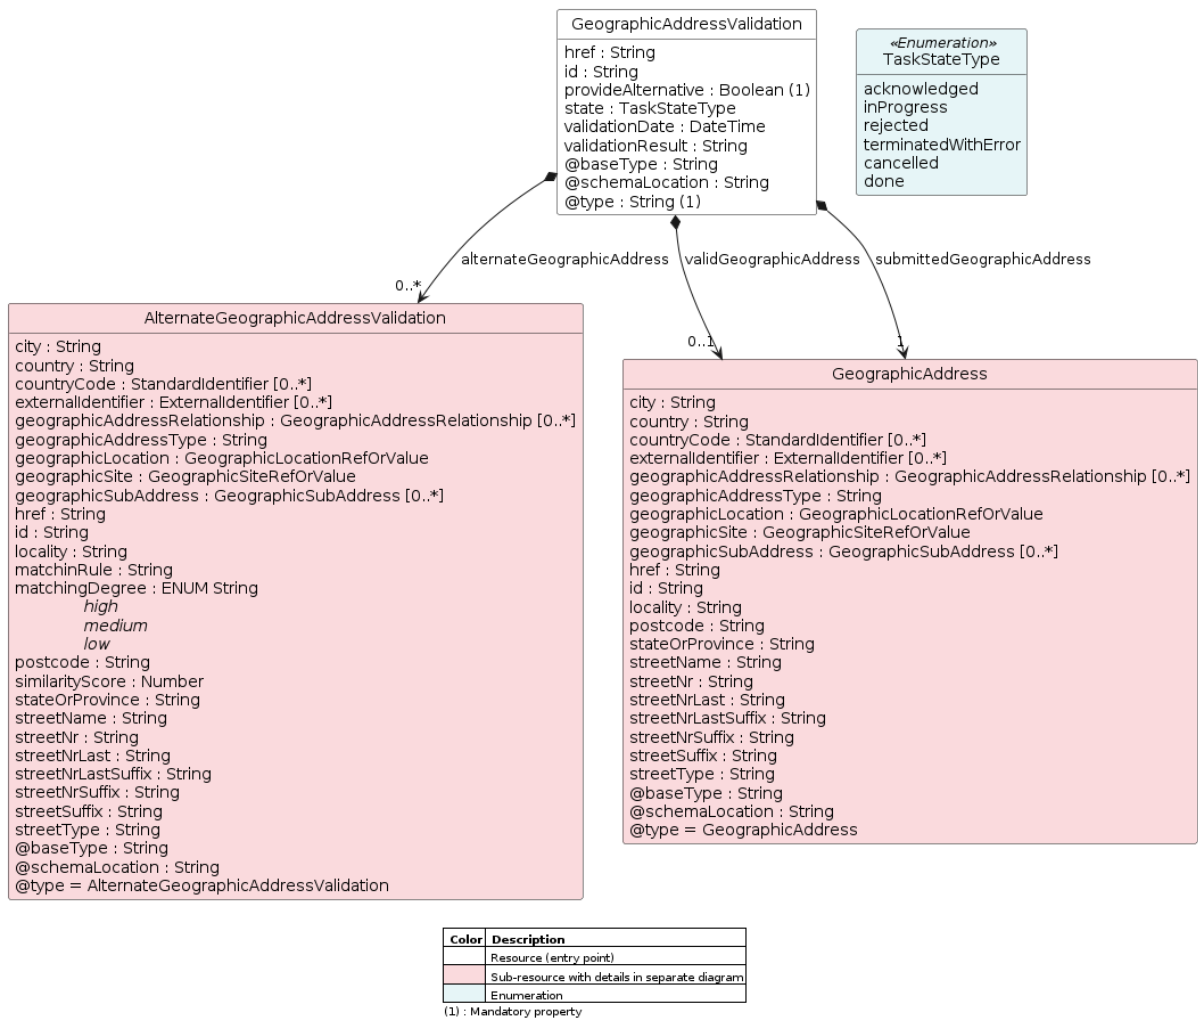 GeographicAddressValidation
href : String
id : String
provideAlternative : Boolean (1)
state : TaskStateType
validationDate : DateTime
validationResult : String
@baseType : String
@schemaLocation : String
@type : String (1)
«Enumeration»
TaskStateType
acknowledged
inProgress
rejected
terminatedWithError
cancelled
done
alternateGeographicAddress
validGeographicAddress
submittedGeographicAddress
0..*
0..1
1
AlternateGeographicAddressValidation
city : String
country : String
countryCode : StandardIdentifier [0..*]
externalIdentifier : ExternalIdentifier [0..*]
geographicAddressRelationship : GeographicAddressRelationship [0..*]
geographicAddressType : String
geographicLocation : GeographicLocationRefOrValue
geographicSite : GeographicSiteRefOrValue
geographicSubAddress : GeographicSubAddress [0..*]
href : String
id : String
locality : String
matchinRule : String
matchingDegree : ENUM String
high
medium
low
postcode : String
similarityScore : Number
stateOrProvince : String
streetName : String
streetNr : String
streetNrLast : String
streetNrLastSuffix : String
streetNrSuffix : String
streetSuffix : String
streetType : String
@baseType : String
@schemaLocation : String
@type = AlternateGeographicAddressValidation
GeographicAddress
city : String
country : String
countryCode : StandardIdentifier [0..*]
externalIdentifier : ExternalIdentifier [0..*]
geographicAddressRelationship : GeographicAddressRelationship [0..*]
geographicAddressType : String
geographicLocation : GeographicLocationRefOrValue
geographicSite : GeographicSiteRefOrValue
geographicSubAddress : GeographicSubAddress [0..*]
href : String
id : String
locality : String
postcode : String
stateOrProvince : String
streetName : String
streetNr : String
streetNrLast : String
streetNrLastSuffix : String
streetNrSuffix : String
streetSuffix : String
streetType : String
@baseType : String
@schemaLocation : String
@type = GeographicAddress
Color Description
Resource (entry point)
Sub-resource with details in separate diagram
Enumeration
(1) : Mandatory property